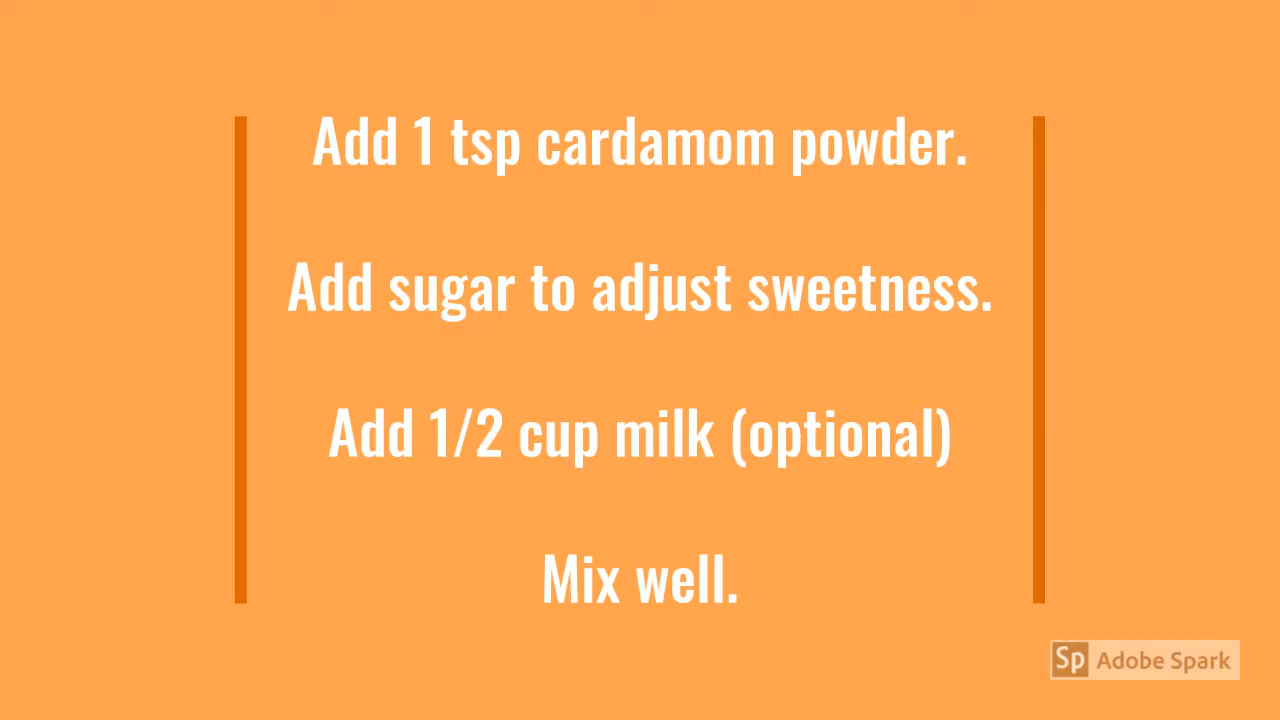 Add 1 tsp cardamom powder.
Add sugar to adjust sweetness.
Add 1/2 cup milk (optional)
Mix well.
Sp Adobe Spark